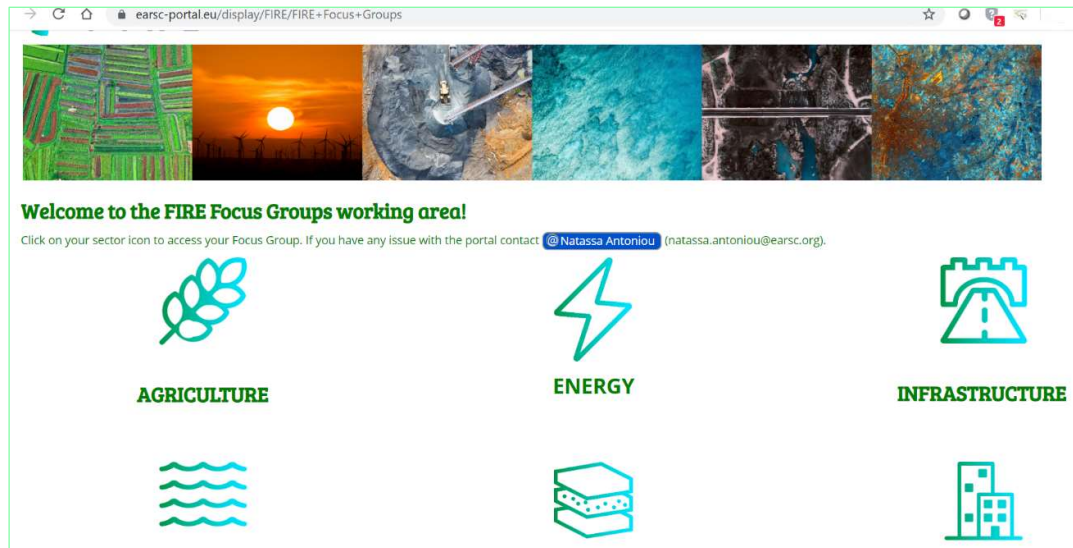 earsc-portal.eu/display/FIRE/FIRE+Focus+Groups
2
Welcome to the FIRE Focus Groups working area!
Click on your sector icon to access your Focus Group. If you have any issue with the portal contact @Natassa Antoniou (natassa.antoniou@earsc.org).
AGRICULTURE
ENERGY
INFRASTRUCTURE